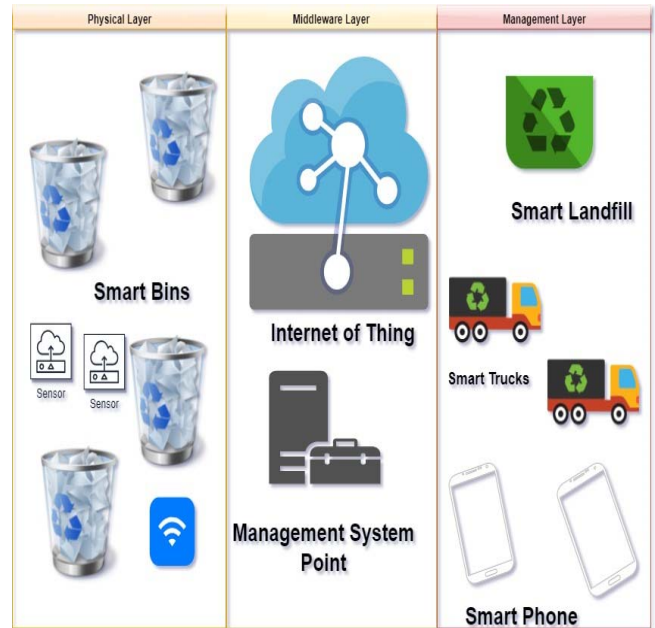 Physical Layer
Middleware Layer
Management Layer
Smart Bins
Sensor
Sensor
Internet of Thing
Management System
Point
Smart Landfill
Smart Trucks
Smart Phone